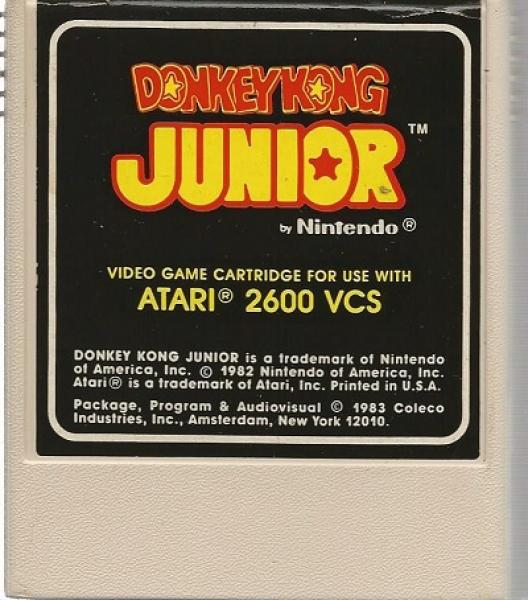 DONKEY KONG
JUNIOR™
by Nintendo®
VIDEO GAME CARTRIDGE FOR USE WITH
ATARI® 2600 VCS
DONKEY KONG JUNIOR is a trademark of Nintendo
of America, Inc. © 1982 Nintendo of America, Inc.
Atari® is a trademark of Atari, Inc. Printed in U.S.A.
Package, Program & Audiovisual © 1983 Coleco
Industries, Inc., Amsterdam, New York 12010.